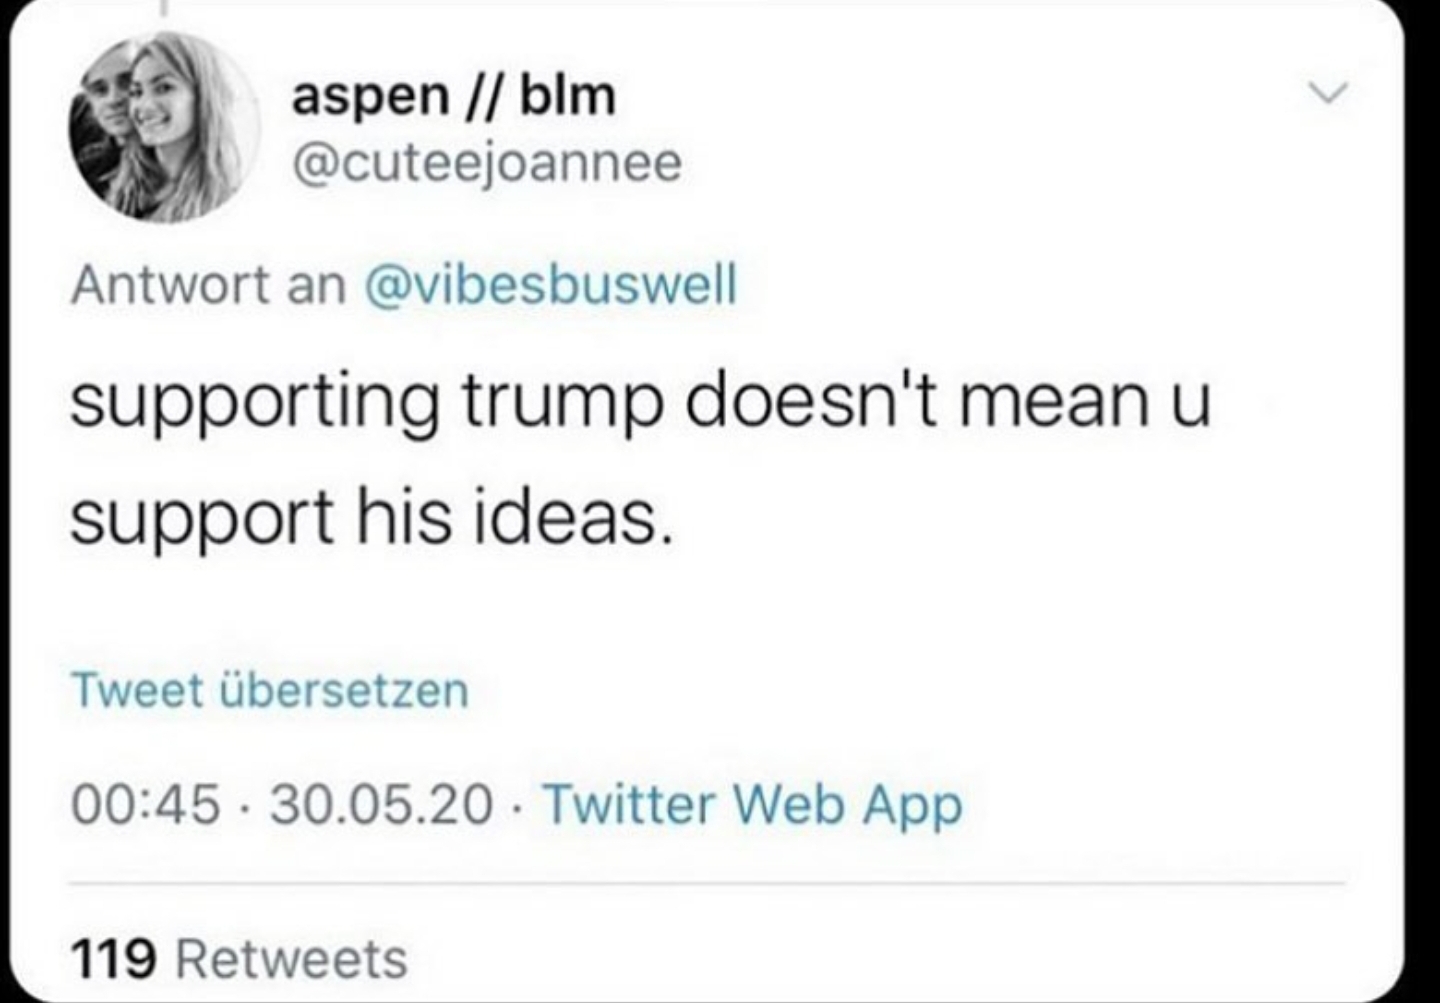 aspen // blm
@cuteejoannee
Antwort an @vibesbuswell
supporting trump doesn't mean u
support his ideas.
Tweet übersetzen
00:45 · 30.05.20 · Twitter Web App
119 Retweets